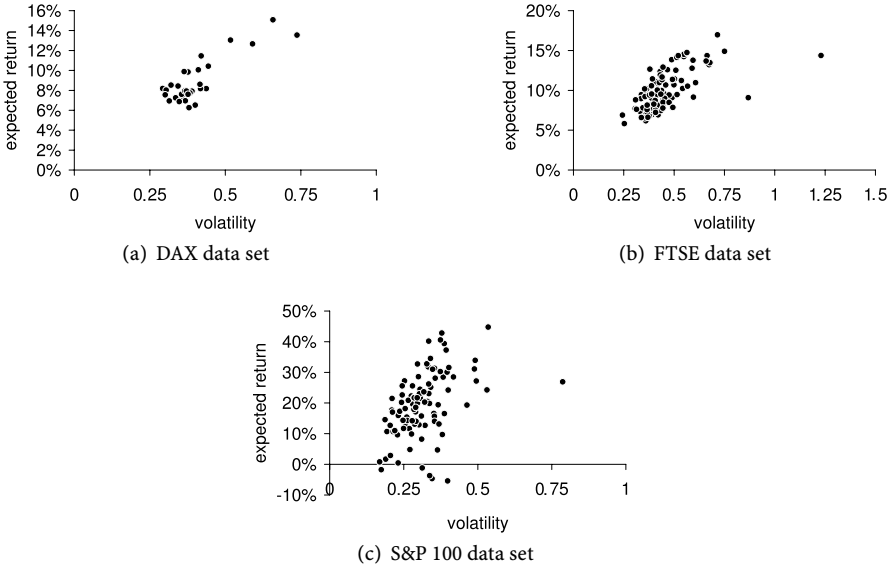 16%
14%
12%
10%
8%
6%
4%
2%
0%
expected return
0 0.25 0.5 0.75 1
volatility
(a) DAX data set
20%
15%
10%
5%
0%
expected return
0 0.25 0.5 0.75 1 1.25 1.5
volatility
(b) FTSE data set
50%
40%
30%
20%
10%
0%
-10%
expected return
0 0.25 0.5 0.75 1
volatility
(c) S&P 100 data set